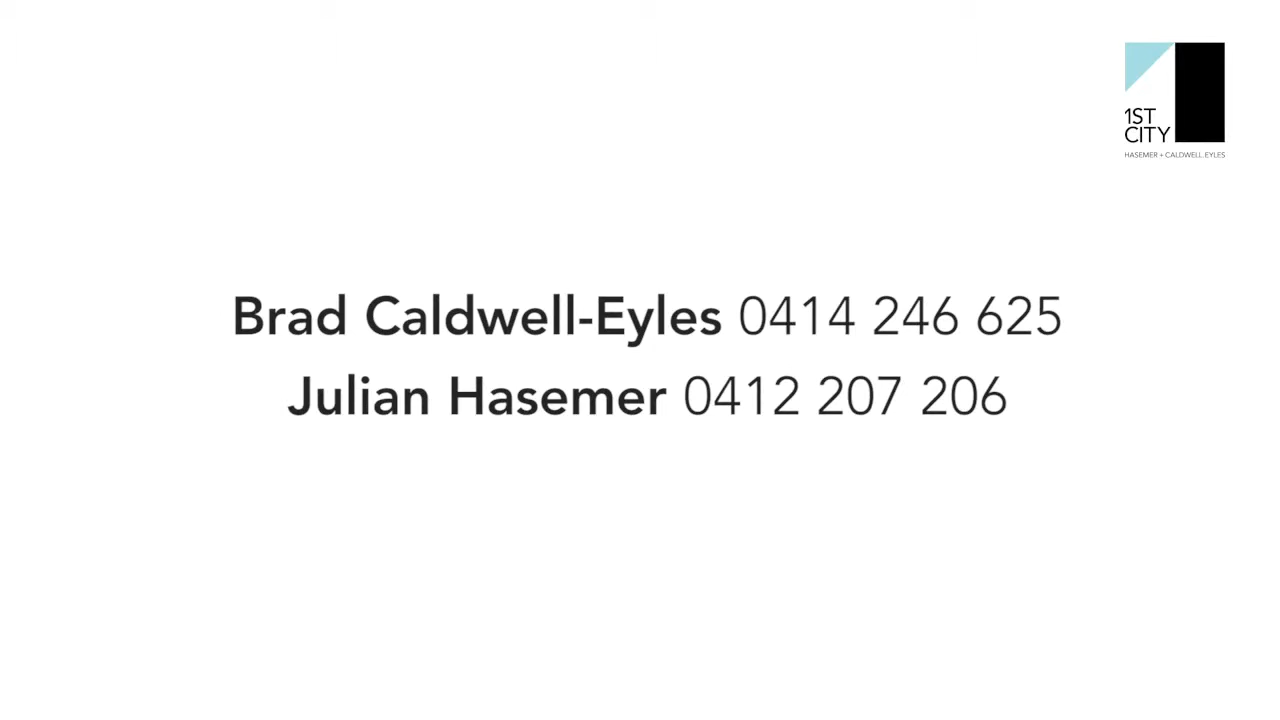 1ST
CITY
HASEMER + CALDWELL.EYLES
Brad Caldwell-Eyles 0414 246 625
Julian Hasemer 0412 207 206